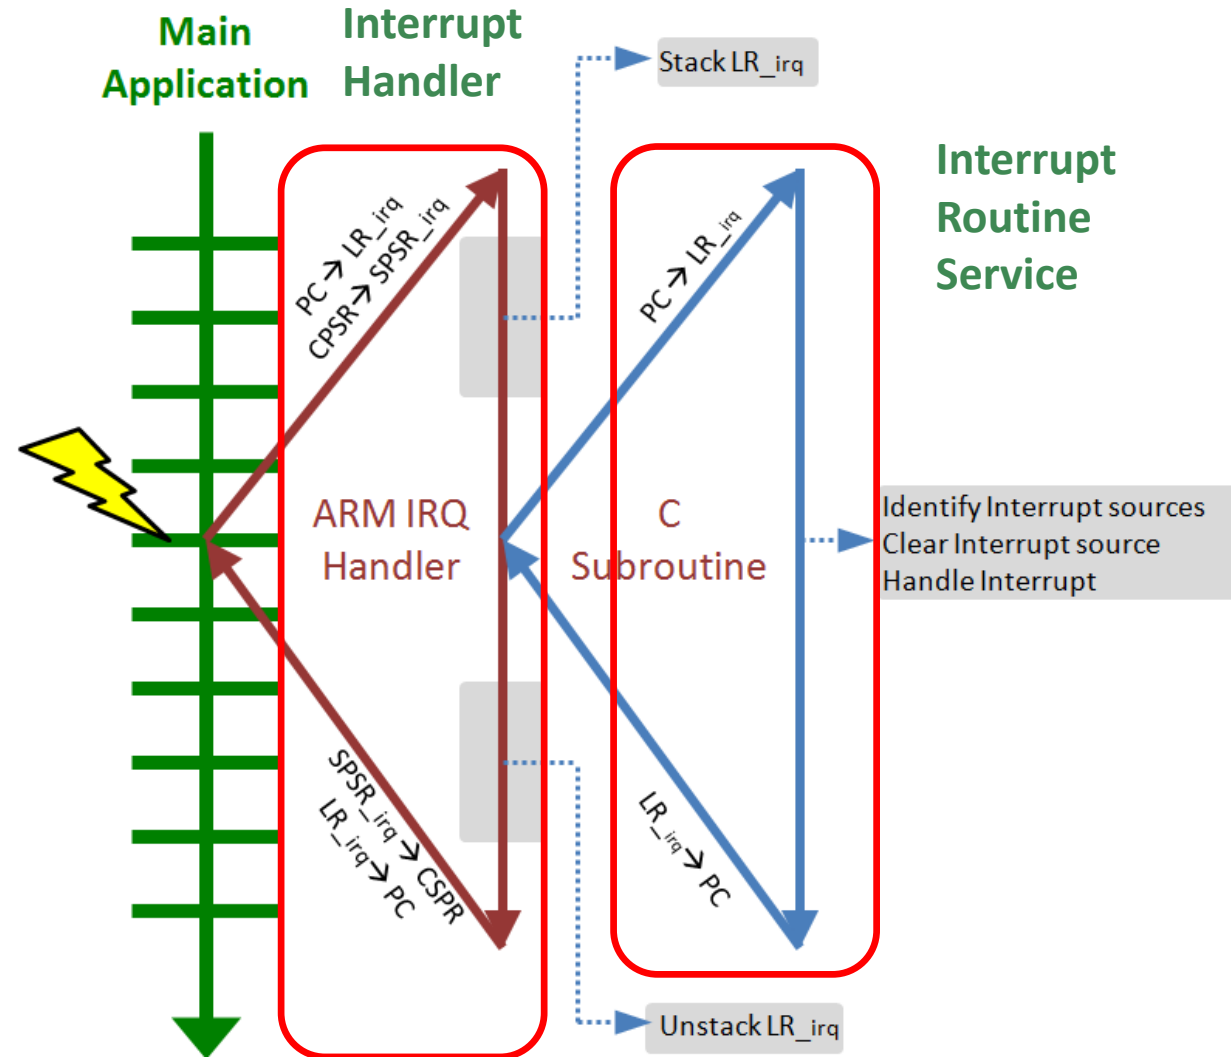 Main
Application
Interrupt
Handler
Stack LR_irq
Interrupt
Routine
Service
PC → LR_irq
CPSR → SPSR_irq
PC → LR_irq
ARM IRQ
Handler
C
Subroutine
Identify Interrupt sources
Clear Interrupt source
Handle Interrupt
SPSR_irq → CSPR
LR_irq → PC
LR_irq → PC
Unstack LR_irq